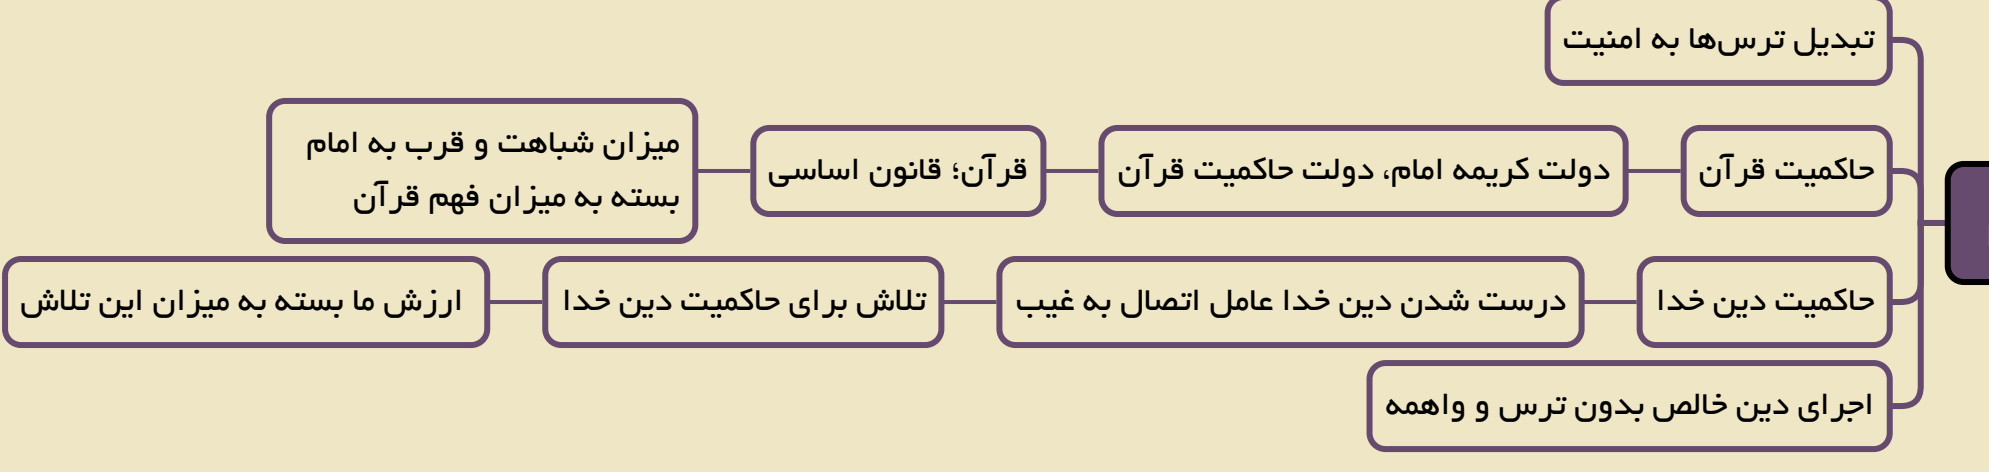 تبدیل ترس‌ها به امنیت
حاکمیت قرآن
دولت کریمه امام، دولت حاکمیت قرآن
قرآن؛ قانون اساسی
میزان شباهت و قرب به امام
بسته به میزان فهم قرآن
حاکمیت دین خدا
درست شدن دین خدا عامل اتصال به غیب
تلاش برای حاکمیت دین خدا
ارزش ما بسته به میزان این تلاش
اجرای دین خالص بدون ترس و واهمه